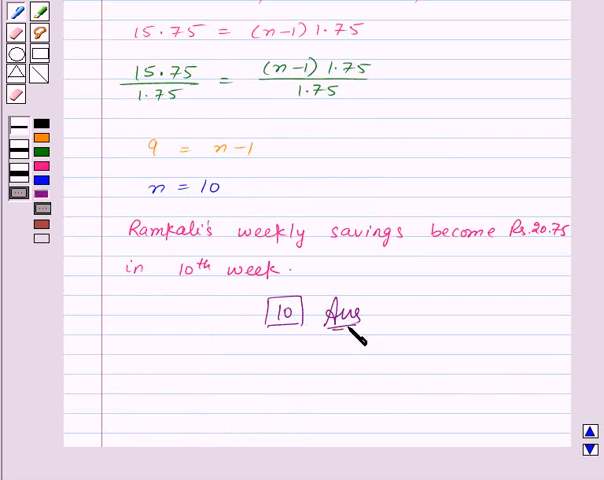 15.75 = (n-1) 1.75
15.75 / 1.75 = (n-1) 1.75 / 1.75
9 = n-1
n = 10
Ramkali's weekly savings become Rs.20.75
in 10th week.
10 Ans